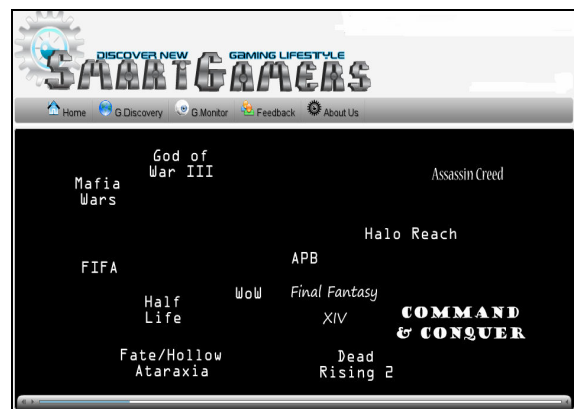 DISCOVER NEW GAMING LIFESTYLE
SMARTGAMERS
Home G.Discovery G.Monitor Feedback About Us
God of
War III
Mafia
Wars
Assassin Creed
Halo Reach
APB
FIFA
WoW
Final Fantasy
XIV
Half
Life
COMMAND
& CONQUER
Fate/Hollow
Ataraxia
Dead
Rising 2